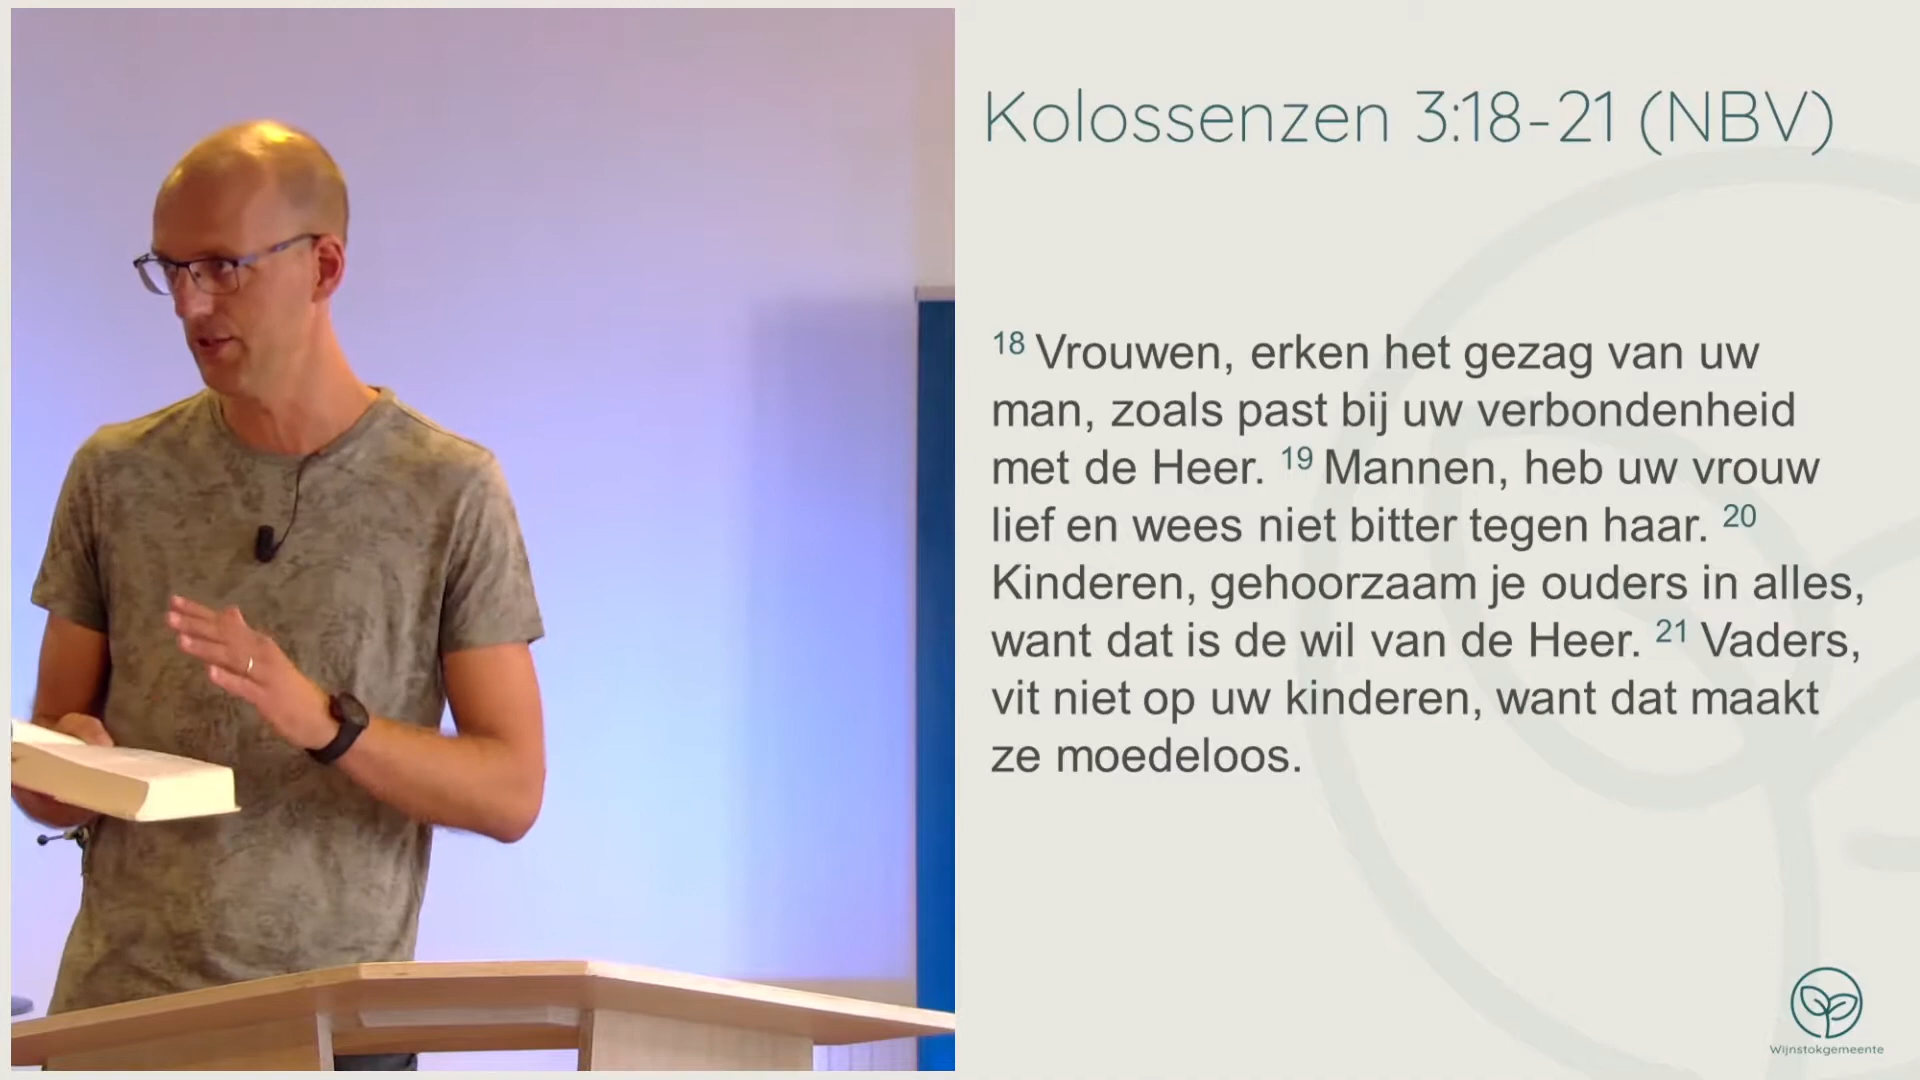 Kolossenzen 3:18-21 (NBV)
18 Vrouwen, erken het gezag van uw
man, zoals past bij uw verbondenheid
met de Heer. 19 Mannen, heb uw vrouw
lief en wees niet bitter tegen haar. 20
Kinderen, gehoorzaam je ouders in alles,
want dat is de wil van de Heer. 21 Vaders,
vit niet op uw kinderen, want dat maakt
ze moedeloos.
Wijnstokgemeente